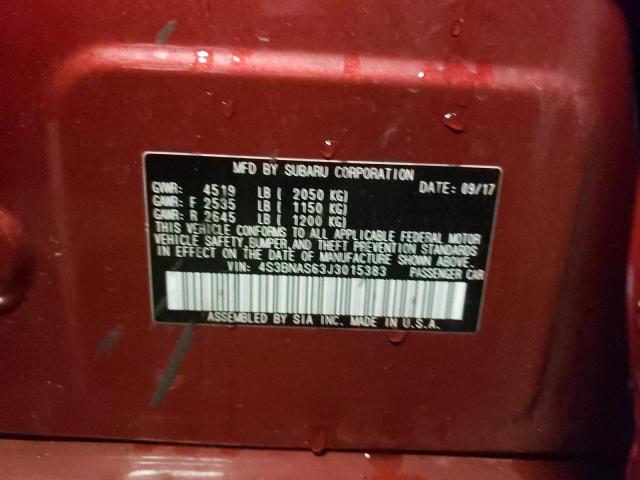 MFD BY SUBARU CORPORATION
GVWR: 4519 LB ( 2050 KG) DATE: 09/17
GAWR: F 2535 LB ( 1150 KG)
GAWR: R 2645 LB ( 1200 KG)
THIS VEHICLE CONFORMS TO ALL APPLICABLE FEDERAL MOTOR
VEHICLE SAFETY, BUMPER, AND THEFT PREVENTION STANDARDS
IN EFFECT ON THE DATE OF MANUFACTURE SHOWN ABOVE.
VIN: 4S3BNAS63J3015383 PASSENGER CAR
ASSEMBLED BY SIA INC. MADE IN U.S.A.